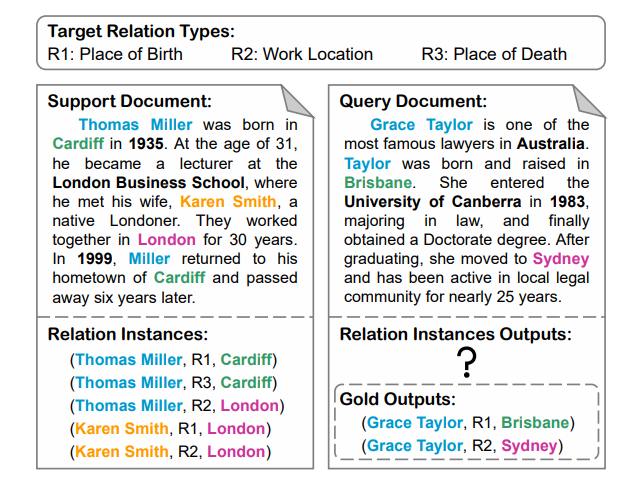 Target Relation Types:
R1: Place of Birth R2: Work Location R3: Place of Death
Support Document:
Thomas Miller was born in
Cardiff in 1935. At the age of 31,
he became a lecturer at the
London Business School, where
he met his wife, Karen Smith, a
native Londoner. They worked
together in London for 30 years.
In 1999, Miller returned to his
hometown of Cardiff and passed
away six years later.
Relation Instances:
(Thomas Miller, R1, Cardiff)
(Thomas Miller, R3, Cardiff)
(Thomas Miller, R2, London)
(Karen Smith, R1, London)
(Karen Smith, R2, London)
Query Document:
Grace Taylor is one of the
most famous lawyers in Australia.
Taylor was born and raised in
Brisbane. She entered the
University of Canberra in 1983,
majoring in law, and finally
obtained a Doctorate degree. After
graduating, she moved to Sydney
and has been active in local legal
community for nearly 25 years.
Relation Instances Outputs:
?
Gold Outputs:
(Grace Taylor, R1, Brisbane)
(Grace Taylor, R2, Sydney)